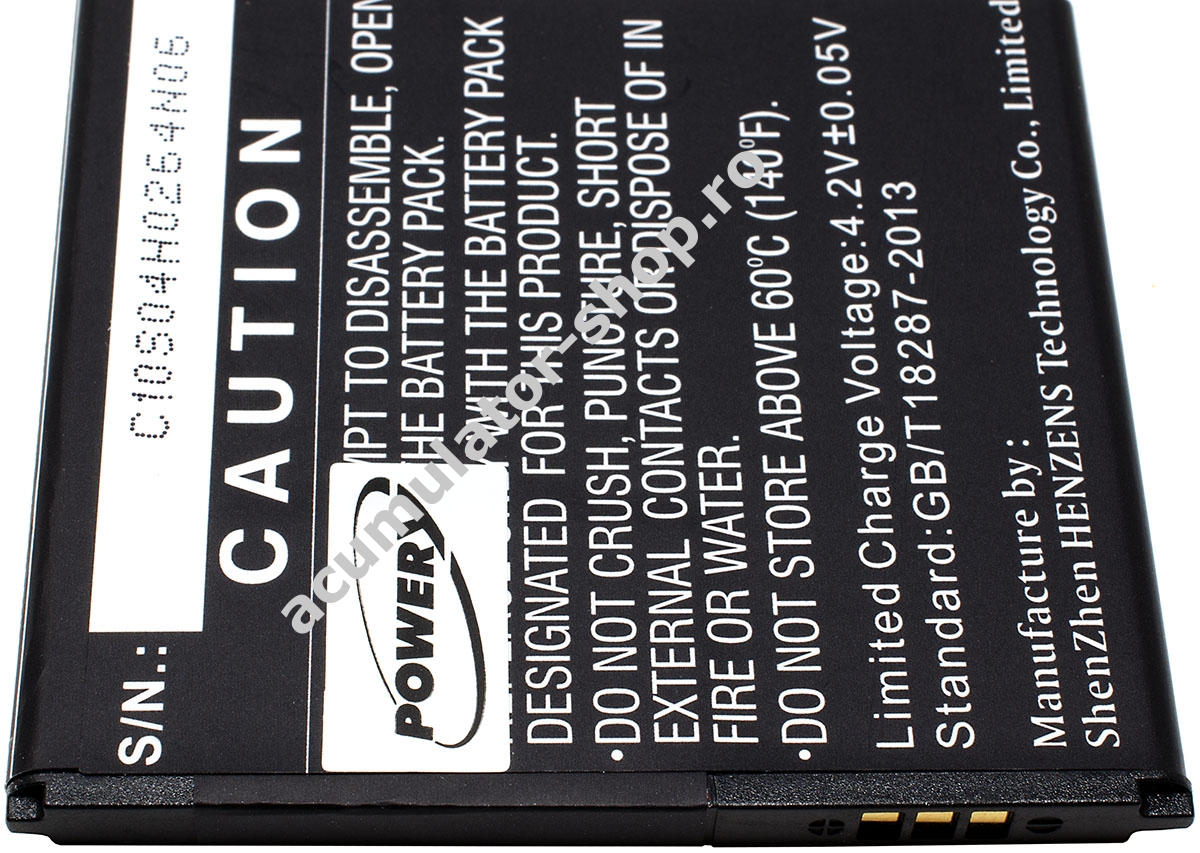 S/N.:
C10S04H0264N06
CAUTION
MPT TO DISASSEMBLE, OPEN
HE BATTERY PACK.
WITH THE BATTERY PACK
DESIGNATED FOR THIS PRODUCT.
·DO NOT CRUSH, PUNCTURE, SHORT
EXTERNAL CONTACTS OR DISPOSE OF IN
FIRE OR WATER.
·DO NOT STORE ABOVE 60°C (140°F).
Limited Charge Voltage:4.2V±0.05V
Standard:GB/T18287-2013
Manufacture by:
ShenZhen HENZENS Technology Co., Limited
POWERY
acumulator-shop.ro